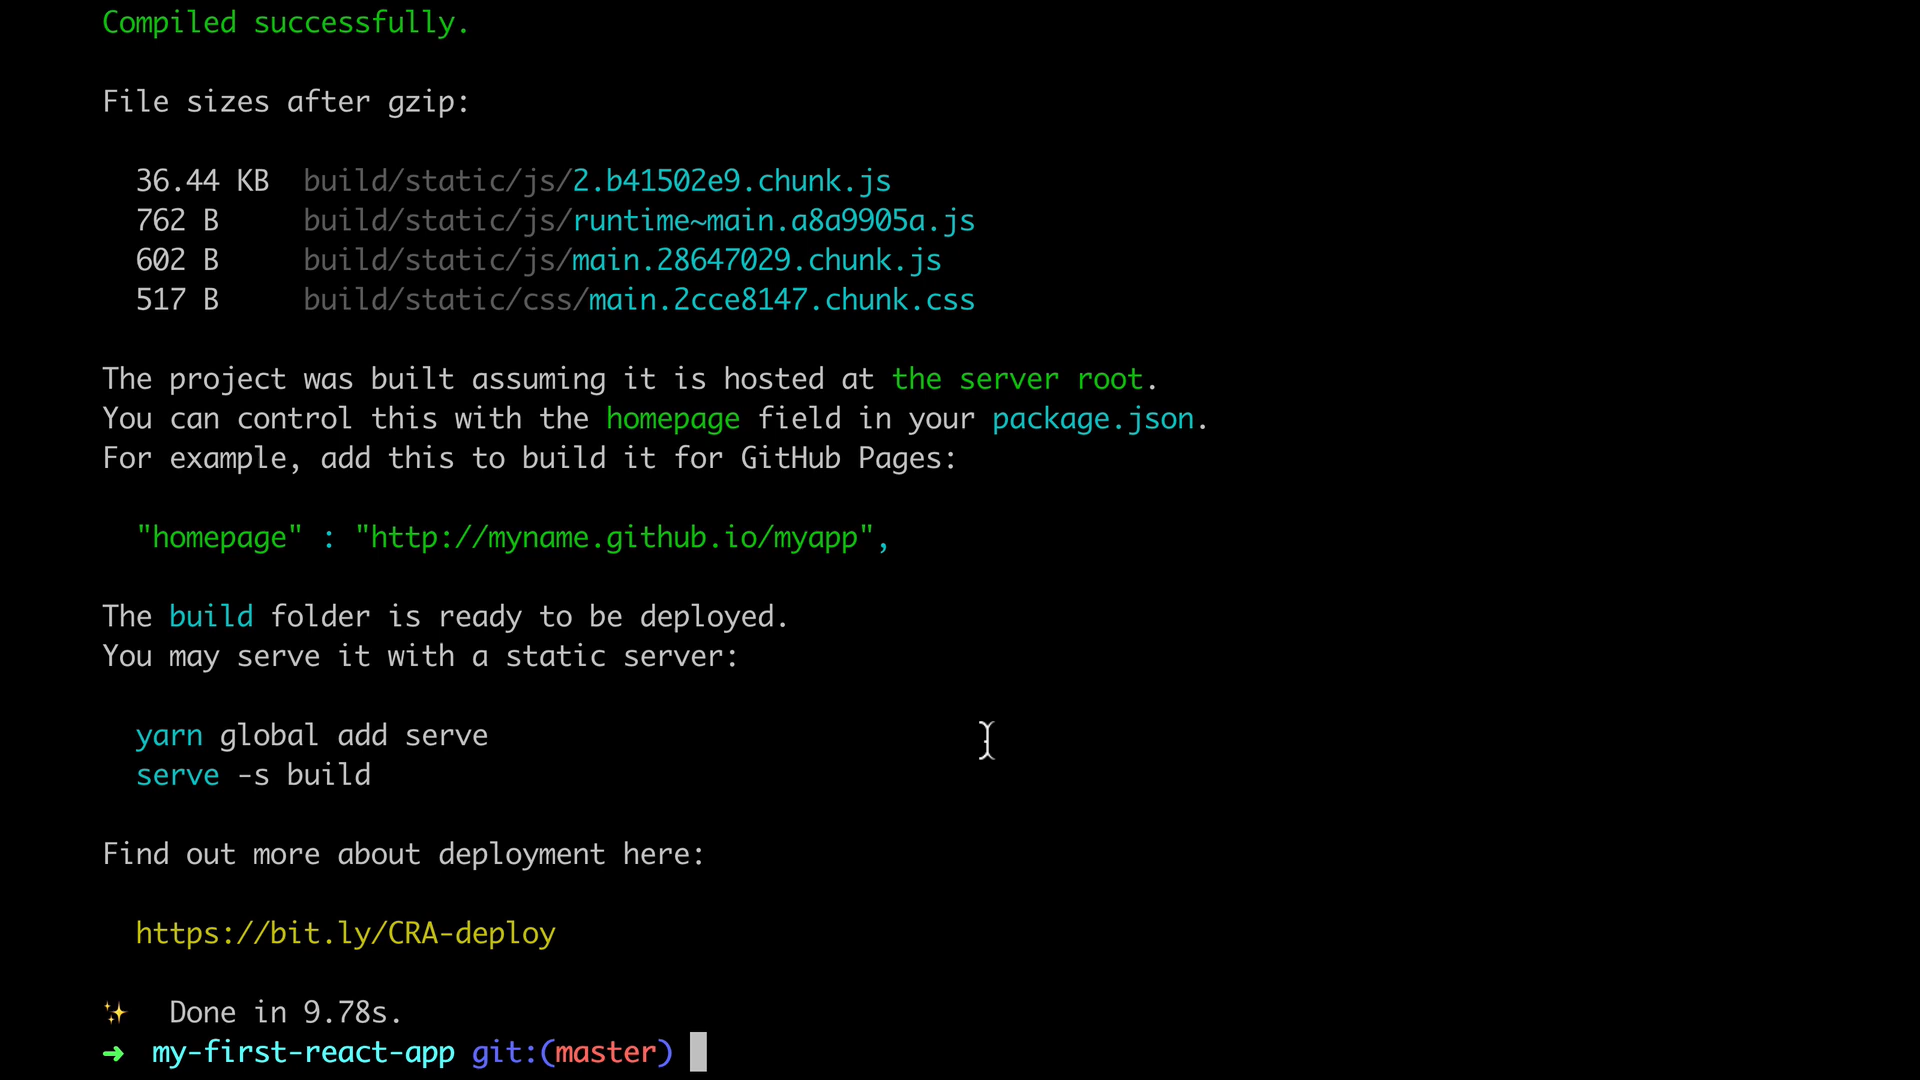 Compiled successfully.
File sizes after gzip:
36.44 KB  build/static/js/2.b41502e9.chunk.js
762 B     build/static/js/runtime~main.a8a9905a.js
602 B     build/static/js/main.28647029.chunk.js
517 B     build/static/css/main.2cce8147.chunk.css
The project was built assuming it is hosted at the server root.
You can control this with the homepage field in your package.json.
For example, add this to build it for GitHub Pages:
"homepage" : "http://myname.github.io/myapp",
The build folder is ready to be deployed.
You may serve it with a static server:
yarn global add serve
serve -s build
Find out more about deployment here:
https://bit.ly/CRA-deploy
✨  Done in 9.78s.
➜  my-first-react-app git:(master)